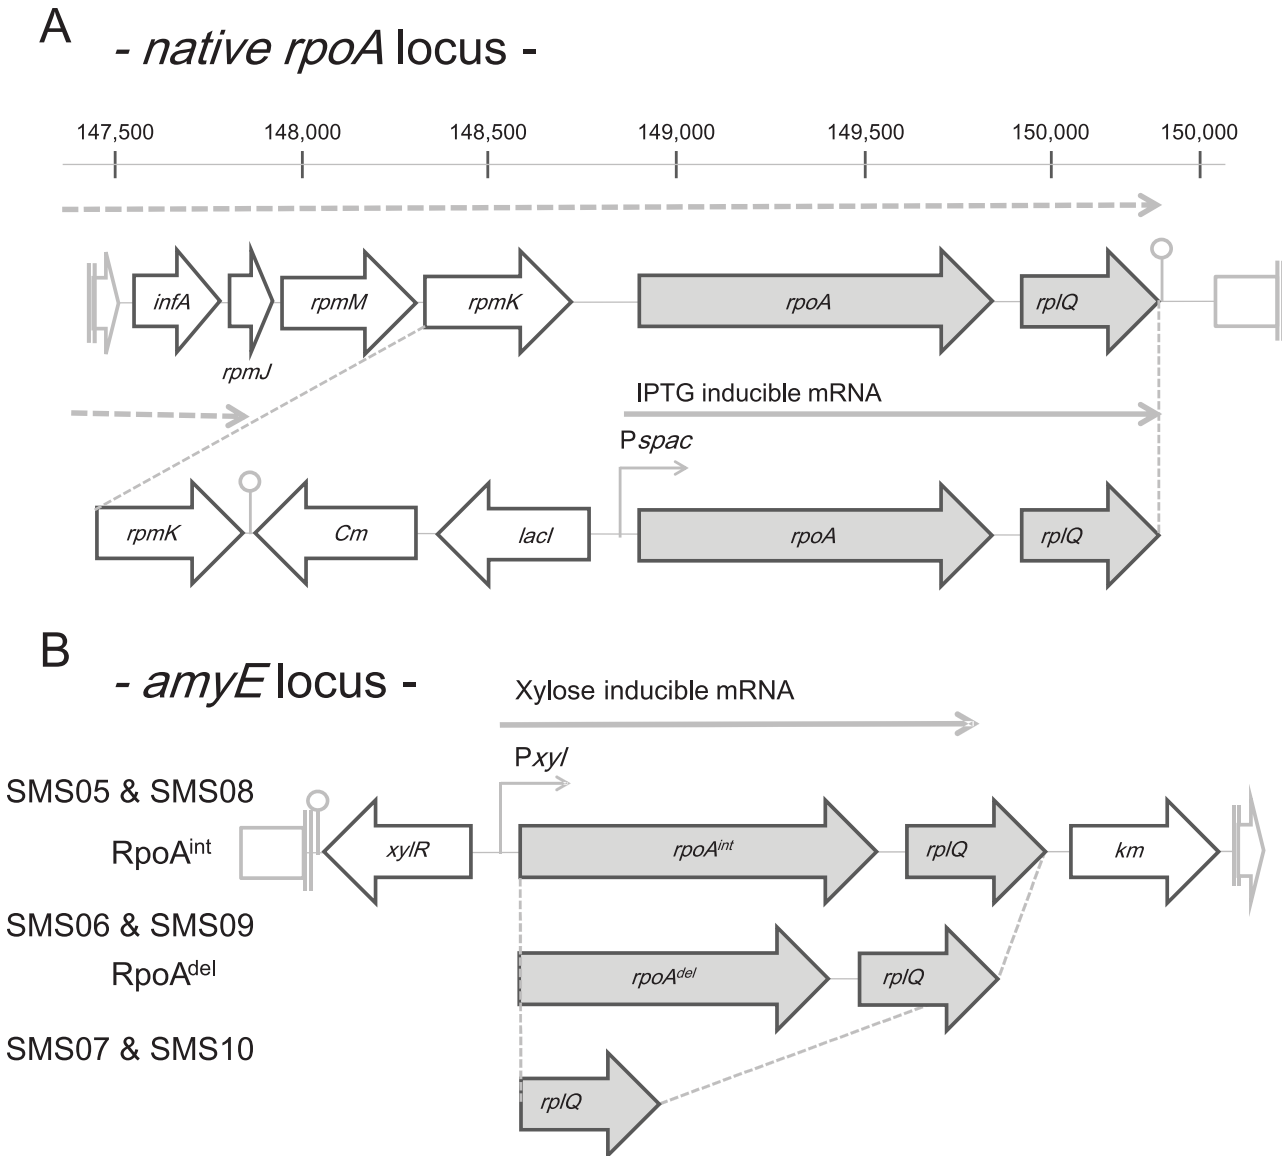 A
- native rpoA locus -
147,500 148,000 148,500 149,000 149,500 150,000 150,000
infA rpmM rpmK rpoA rplQ
rpmJ
IPTG inducible mRNA
Pspac
rpmK Cm lacI rpoA rplQ
B
- amyE locus -
Xylose inducible mRNA
Pxyl
SMS05 & SMS08
RpoAint xylR rpoAint rplQ km
SMS06 & SMS09
RpoAdel rpoAdel rplQ
SMS07 & SMS10
rplQ